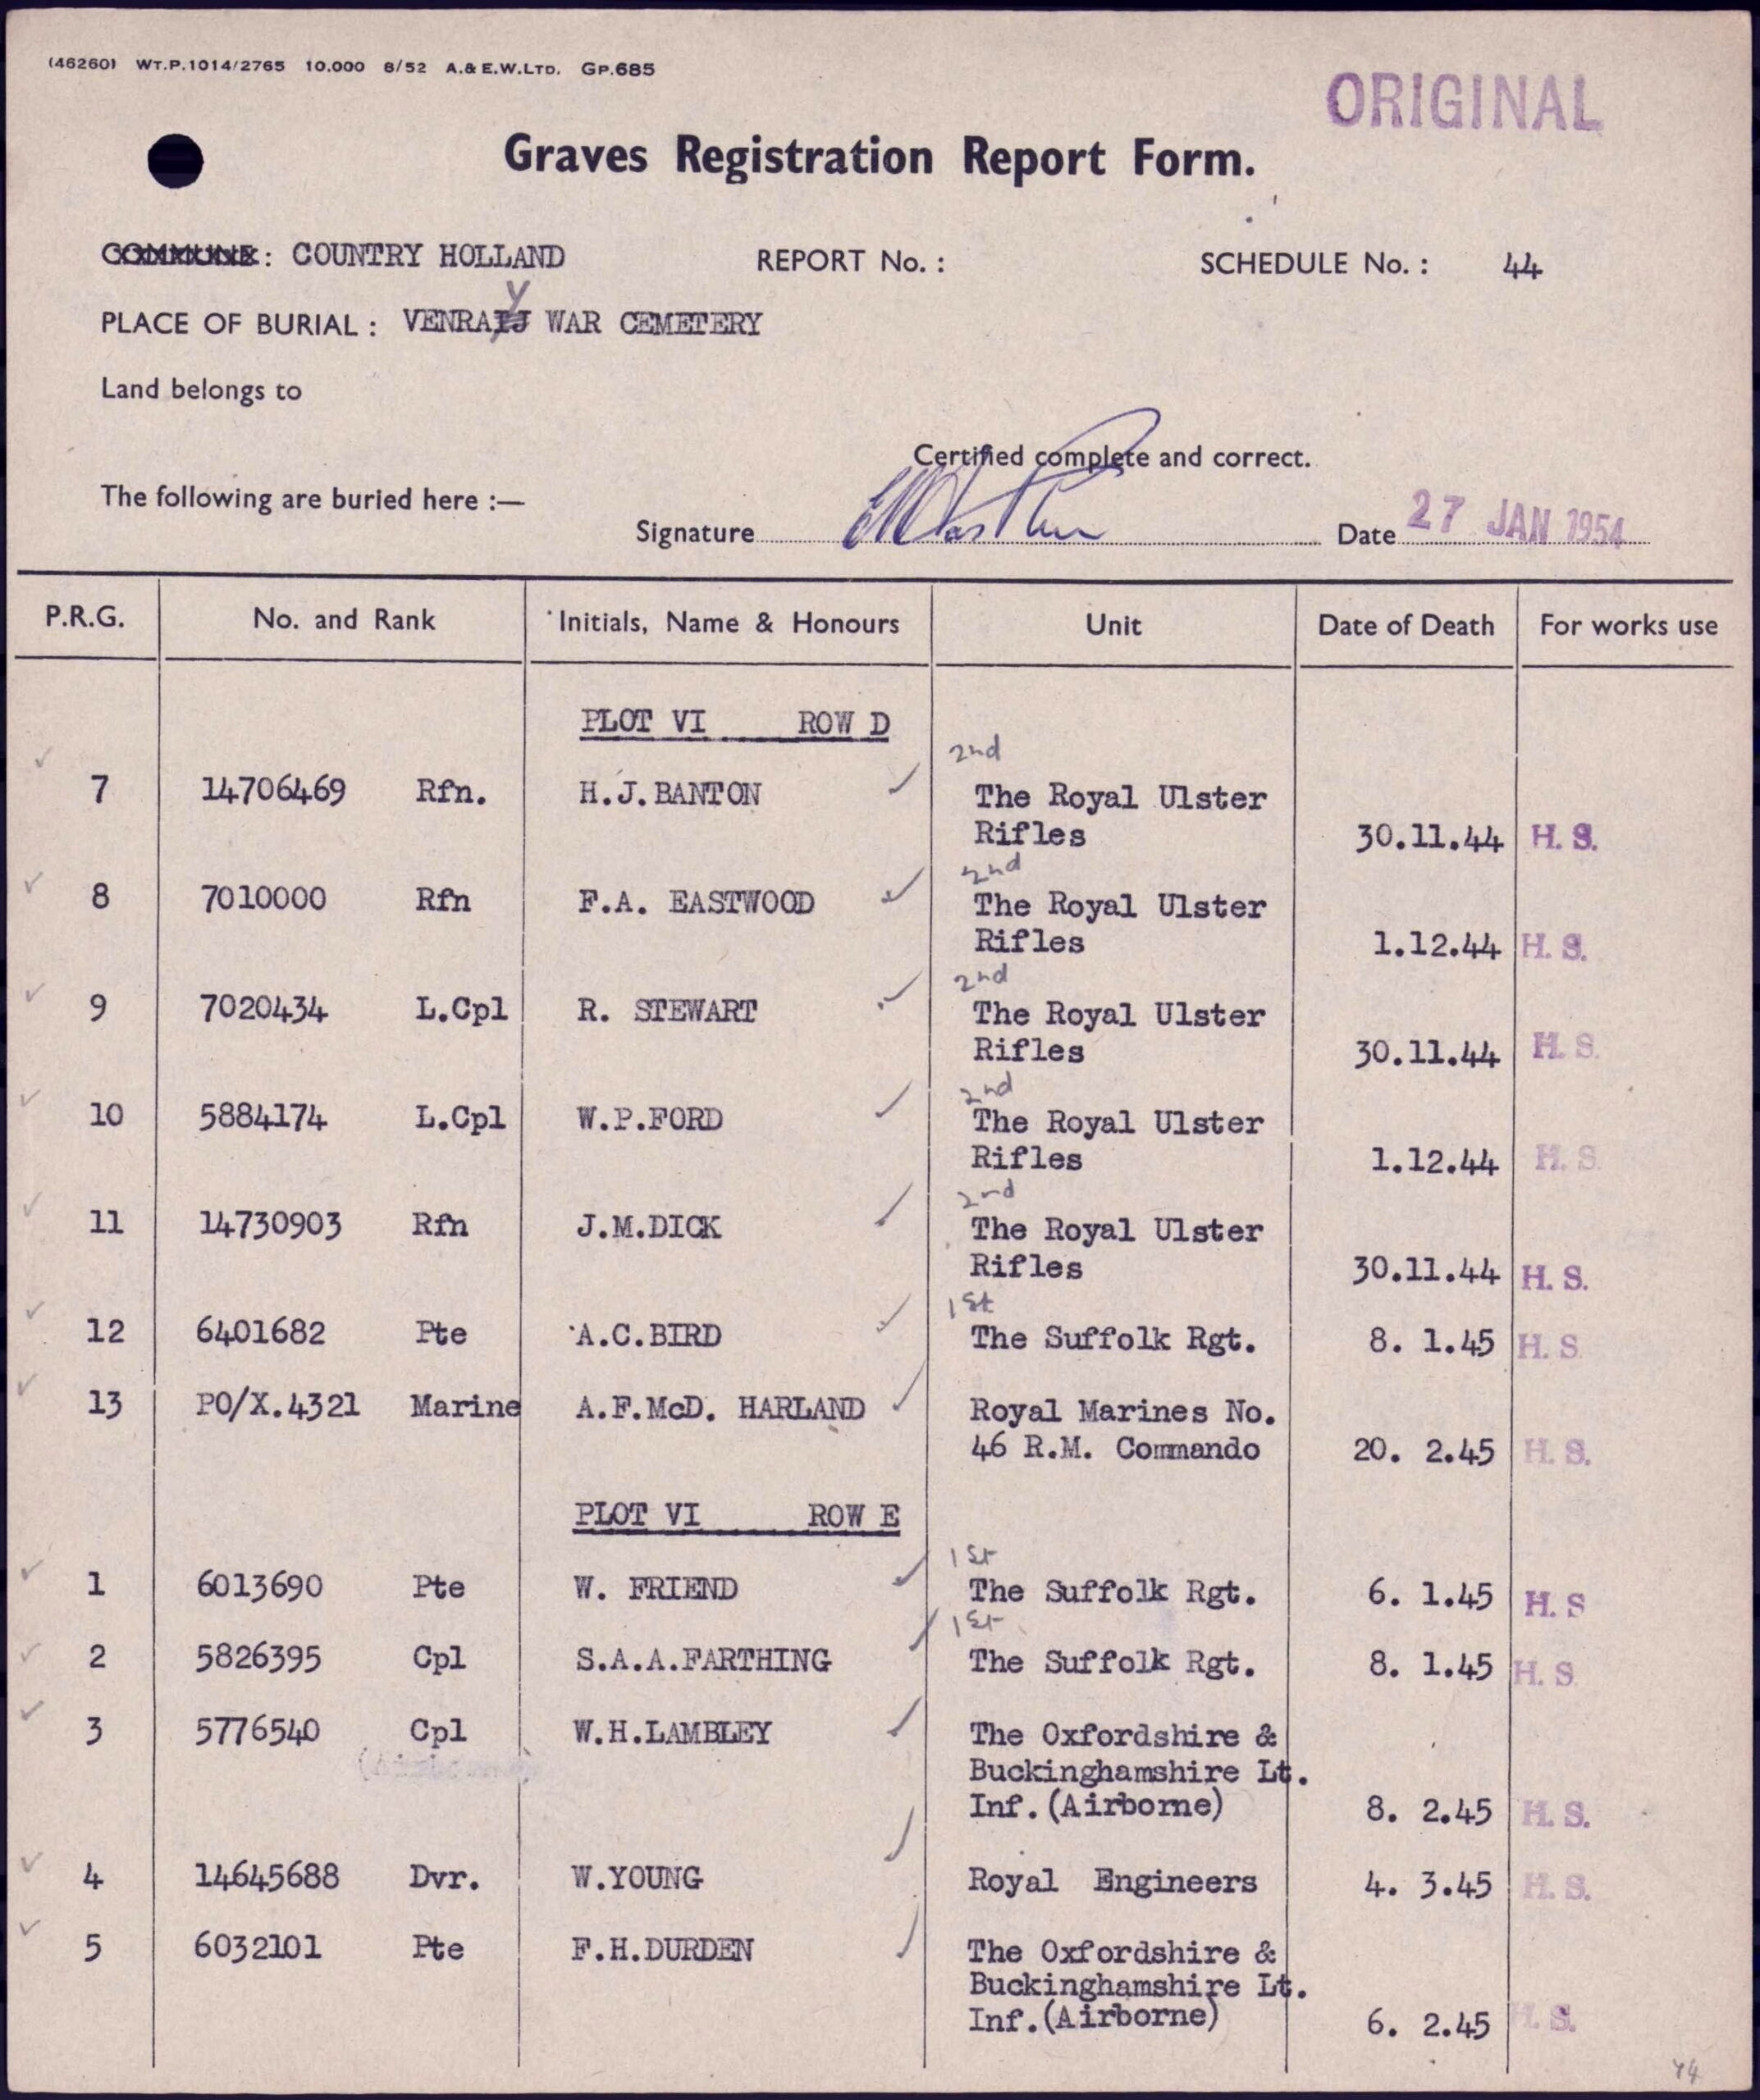 (46260) WT.P.1014/2765 10.000 8/52 A.& E.W.LTD. GP.685
ORIGINAL
Graves Registration Report Form.
COMMUNE: COUNTRY HOLLAND REPORT No.: SCHEDULE No.: 44
Y
PLACE OF BURIAL: VENRAIJ WAR CEMETERY
Land belongs to
Certified complete and correct.
The following are buried here :—
Signature Date 27 JAN 1954
P.R.G. No. and Rank Initials, Name & Honours Unit Date of Death For works use
PLOT VI ROW D
2nd
7 14706469 Rfn. H.J.BANTON The Royal Ulster
Rifles 30.11.44 H. S.
2nd
8 7010000 Rfn F.A. EASTWOOD The Royal Ulster
Rifles 1.12.44 H. S.
2nd
9 7020434 L.Cpl R. STEWART The Royal Ulster
Rifles 30.11.44 H. S.
2nd
10 5884174 L.Cpl W.P.FORD The Royal Ulster
Rifles 1.12.44 H. S.
2nd
11 14730903 Rfn J.M.DICK The Royal Ulster
Rifles 30.11.44 H. S.
1st
12 6401682 Pte A.C.BIRD The Suffolk Rgt. 8. 1.45 H. S.
13 PO/X.4321 Marine A.F.McD. HARLAND Royal Marines No.
46 R.M. Commando 20. 2.45 H. S.
PLOT VI ROW E
1st
1 6013690 Pte W. FRIEND The Suffolk Rgt. 6. 1.45 H. S
1st
2 5826395 Cpl S.A.A.FARTHING The Suffolk Rgt. 8. 1.45 H. S.
3 5776540 Cpl W.H.LAMBLEY The Oxfordshire &
Buckinghamshire Lt.
Inf.(Airborne) 8. 2.45 H. S.
4 14645688 Dvr. W.YOUNG Royal Engineers 4. 3.45 H. S.
5 6032101 Pte F.H.DURDEN The Oxfordshire &
Buckinghamshire Lt.
Inf.(Airborne) 6. 2.45 H. S.
44